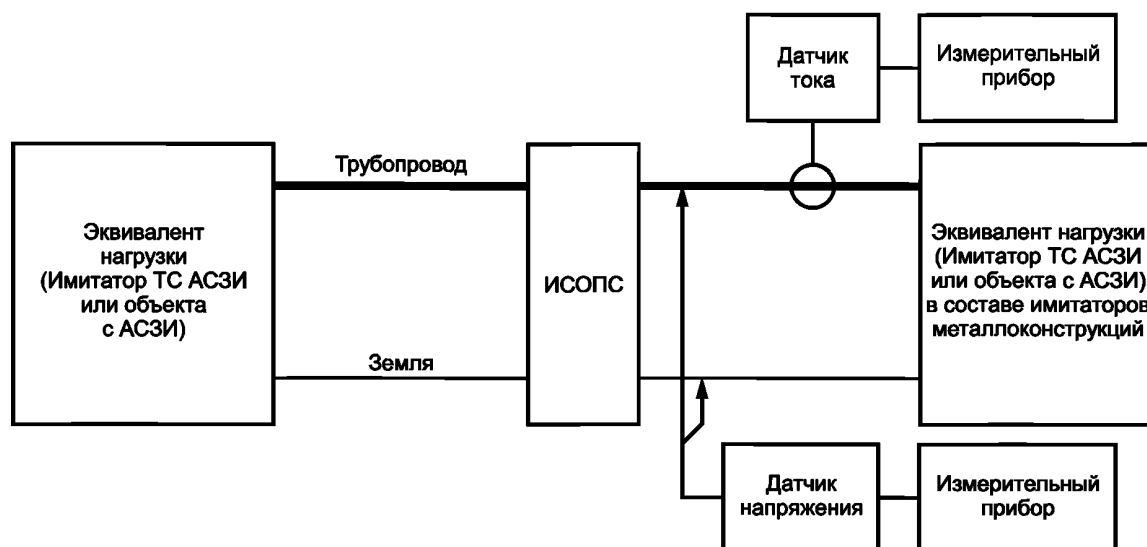 Датчик
тока
Измерительный
прибор
Трубопровод
Эквивалент
нагрузки
(Имитатор ТС АСЗИ
или объекта
с АСЗИ)
ИСОПС
Эквивалент нагрузки
(Имитатор ТС АСЗИ
или объекта с АСЗИ)
в составе имитаторов
металлоконструкций
Земля
Датчик
напряжения
Измерительный
прибор